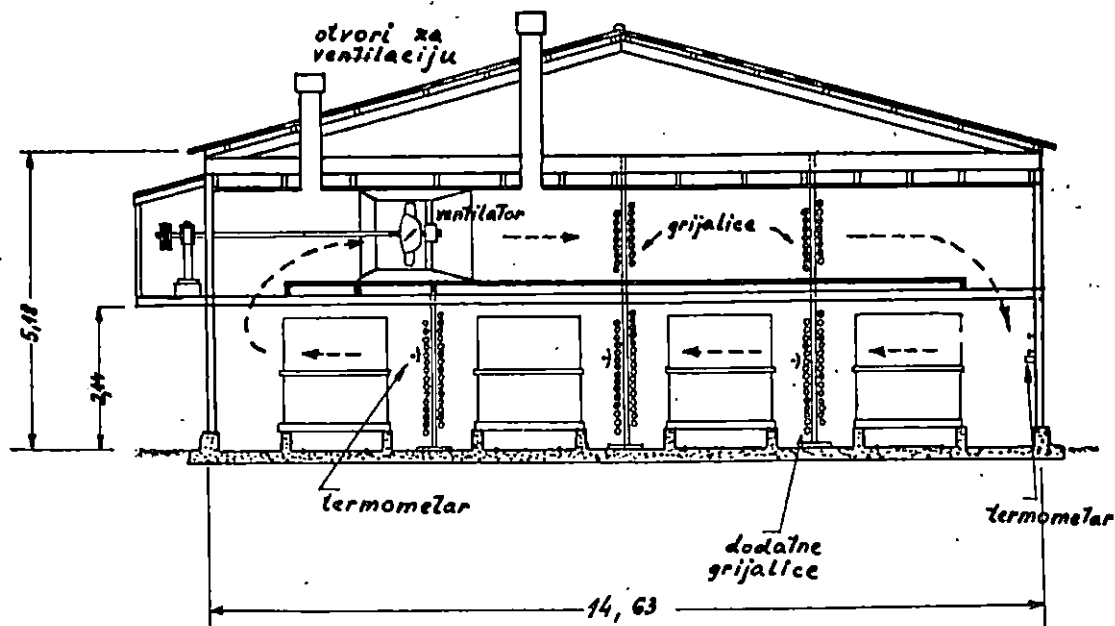 otvori za
ventilaciju
ventilator
grijalice
5,18
2,44
termometar
termometar
dodatne
grijalice
14,63